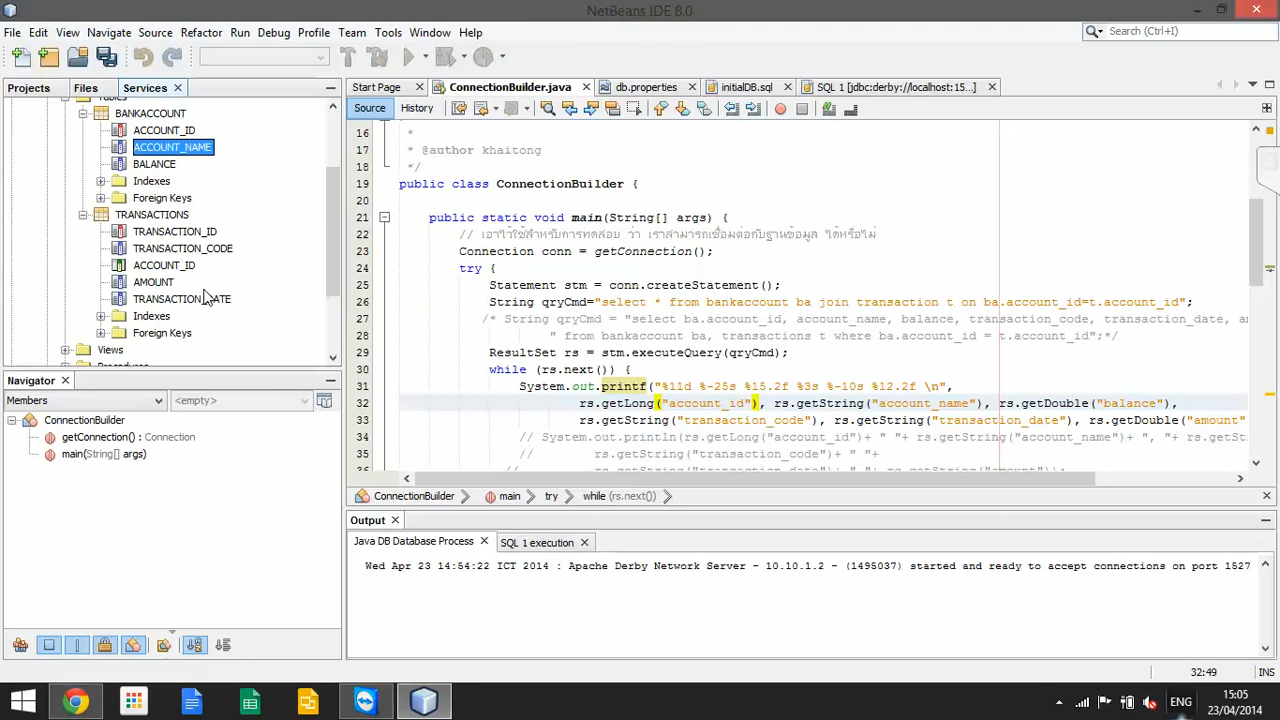 NetBeans IDE 8.0
File Edit View Navigate Source Refactor Run Debug Profile Team Tools Window Help
Search (Ctrl+I)
Projects Files Services
Start Page ConnectionBuilder.java db.properties initialDB.sql SQL 1 [jdbc:derby://localhost:15...]
Source History
BANKACCOUNT
ACCOUNT_ID
ACCOUNT_NAME
BALANCE
Indexes
Foreign Keys
TRANSACTIONS
TRANSACTION_ID
TRANSACTION_CODE
ACCOUNT_ID
AMOUNT
TRANSACTION_DATE
Indexes
Foreign Keys
Views
16 *
17 * @author khaitong
18 */
19 public class ConnectionBuilder {
20
21 public static void main(String[] args) {
22 // เอาไว้ใช้สำหรับการทดสอบ ว่า เราสามารถเชื่อมต่อกับฐานข้อมูล ได้หรือไม่
23 Connection conn = getConnection();
24 try {
25 Statement stm = conn.createStatement();
26 String qryCmd="select * from bankaccount ba join transaction t on ba.account_id=t.account_id";
27 /* String qryCmd = "select ba.account_id, account_name, balance, transaction_code, transaction_date, an
28 " from bankaccount ba, transactions t where ba.account_id = t.account_id";*/
29 ResultSet rs = stm.executeQuery(qryCmd);
30 while (rs.next()) {
31 System.out.printf("%11d %-25s %15.2f %3s %-10s %12.2f \n",
32 rs.getLong("account_id"), rs.getString("account_name"), rs.getDouble("balance"),
33 rs.getString("transaction_code"), rs.getString("transaction_date"), rs.getDouble("amount"
34 // System.out.println(rs.getLong("account_id")+ " "+ rs.getString("account_name")+ ", "+ rs.getSt
35 // rs.getString("transaction_code")+ " "+
Navigator
Members <empty>
ConnectionBuilder
getConnection() : Connection
main(String[] args)
ConnectionBuilder main try while (rs.next())
Output
Java DB Database Process SQL 1 execution
Wed Apr 23 14:54:22 ICT 2014 : Apache Derby Network Server - 10.10.1.2 - (1495037) started and ready to accept connections on port 1527
32:49 INS
ENG
15:05
23/04/2014